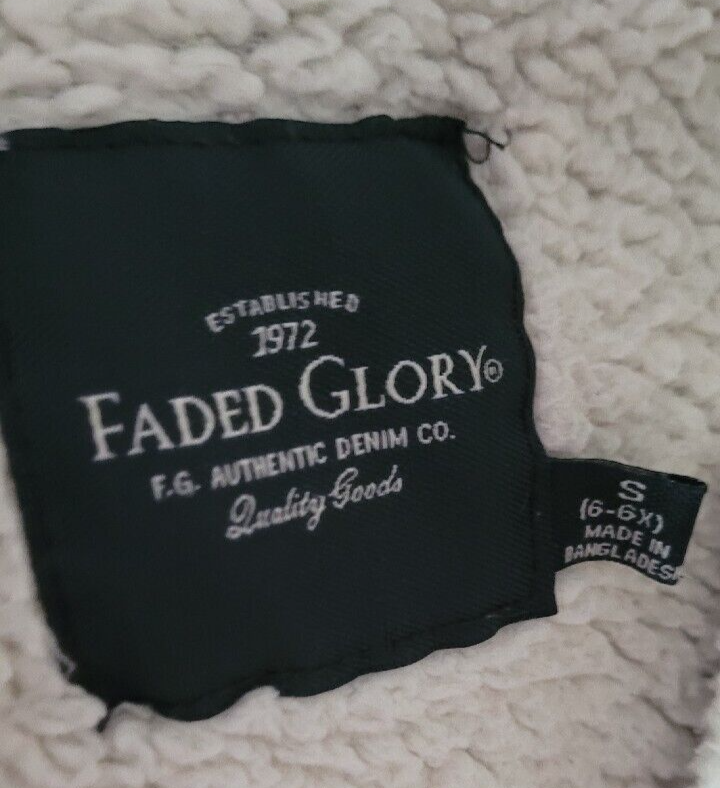 ESTABLISHED
1972
FADED GLORY®
F.G. AUTHENTIC DENIM CO.
Quality Goods
S
(6-6X)
MADE IN
BANGLADESH